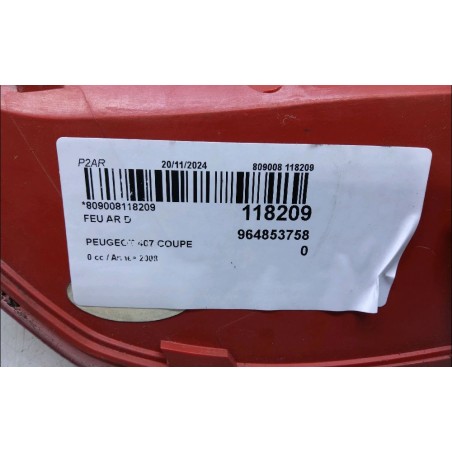 P2AR 20/11/2024 809008 118209
*809008118209 118209
FEU AR D 964853758
PEUGEOT 407 COUPE 0
0 cc / Année 2008